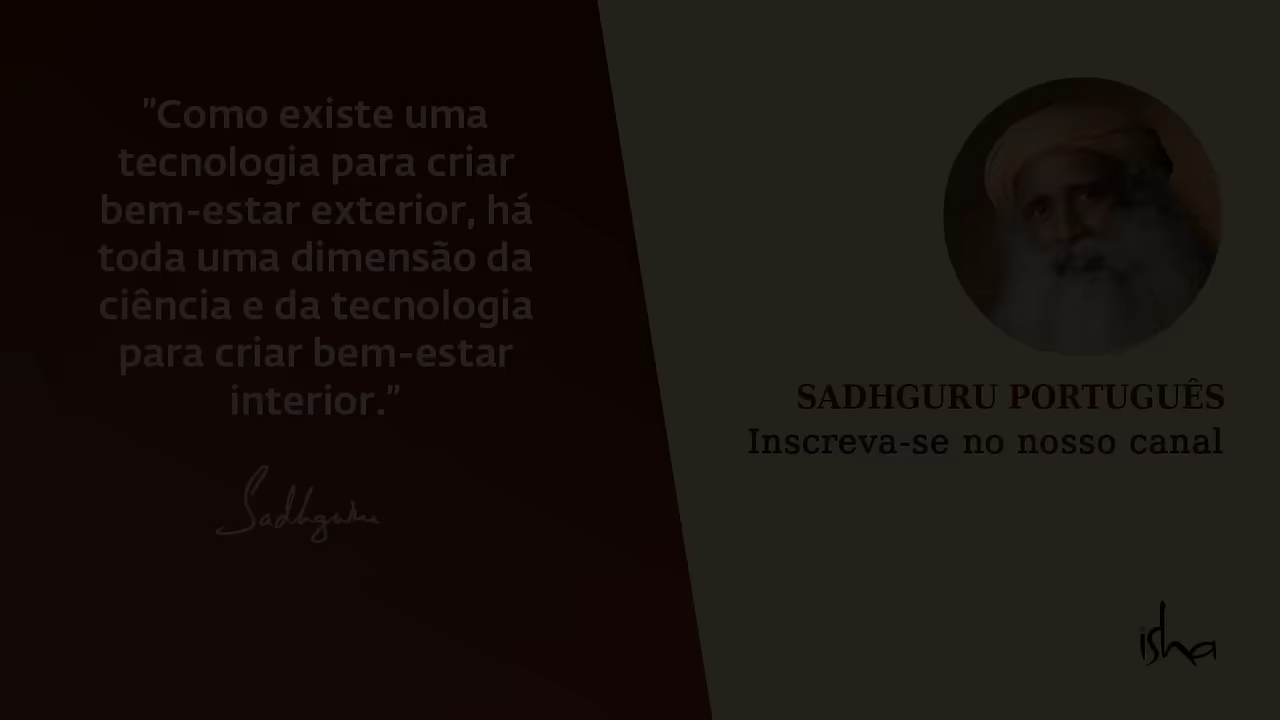 "Como existe uma
tecnologia para criar
bem-estar exterior, há
toda uma dimensão da
ciência e da tecnologia
para criar bem-estar
interior.”
Sadhguru
SADHGURU PORTUGUÊS
Inscreva-se no nosso canal
isha